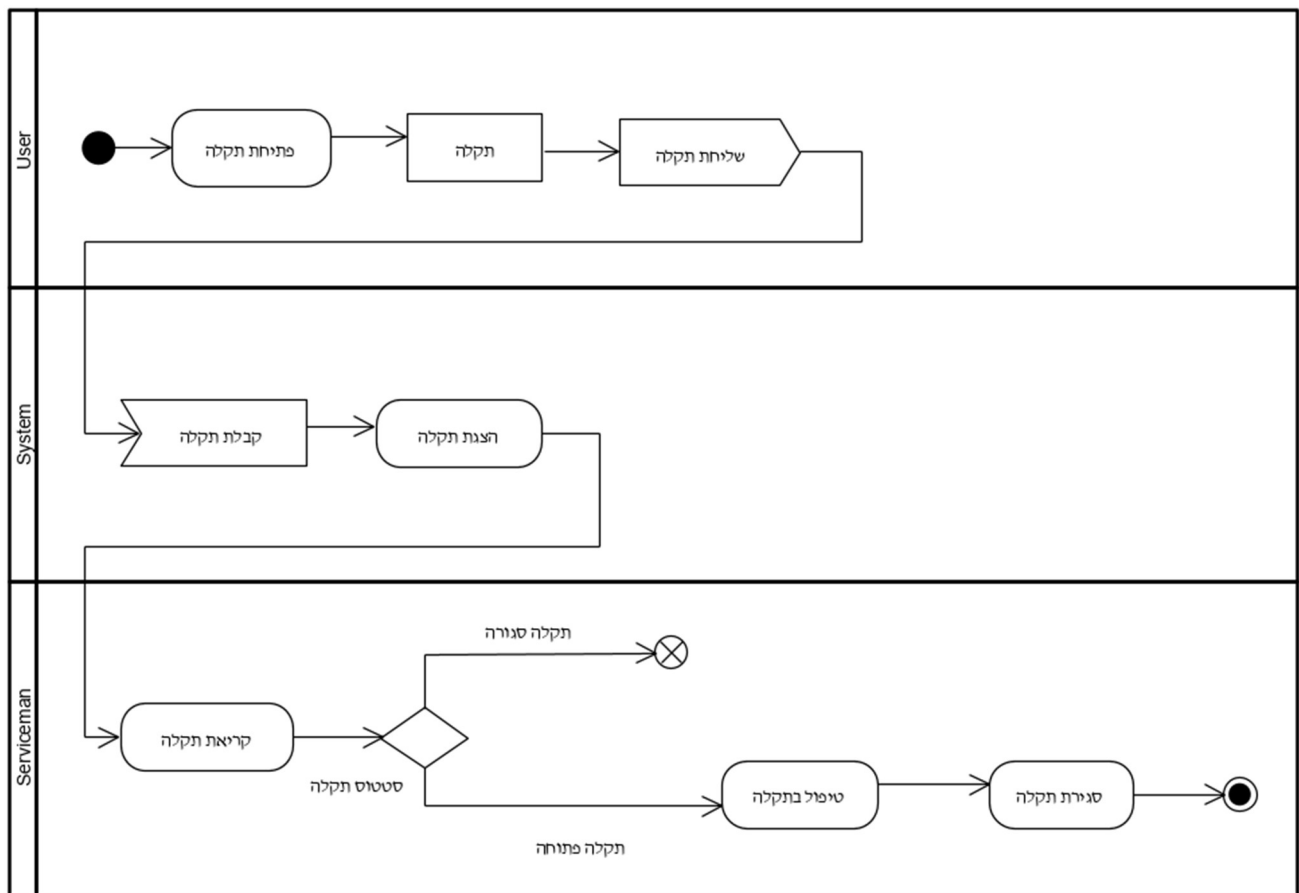 User
פתיחת תקלה
תקלה
שליחת תקלה
System
קבלת תקלה
הצגת תקלה
Serviceman
קריאת תקלה
תקלה סגורה
סטטוס תקלה
תקלה פתוחה
טיפול בתקלה
סגירת תקלה